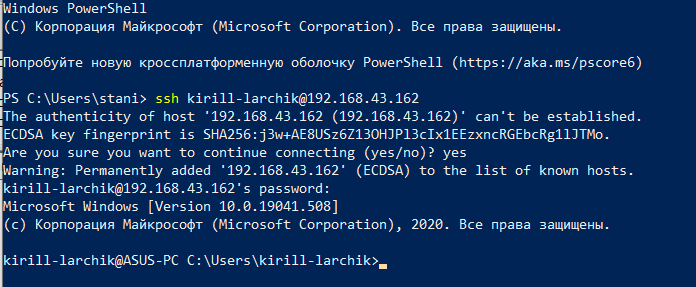 Windows PowerShell
(C) Корпорация Майкрософт (Microsoft Corporation). Все права защищены.
Попробуйте новую кроссплатформенную оболочку PowerShell (https://aka.ms/pscore6)
PS C:\Users\stani> ssh kirill-larchik@192.168.43.162
The authenticity of host '192.168.43.162 (192.168.43.162)' can't be established.
ECDSA key fingerprint is SHA256:j3w+AE8USz6Z13OHJPl3cIx1EEzxncRGEbcRg1lJTMo.
Are you sure you want to continue connecting (yes/no)? yes
Warning: Permanently added '192.168.43.162' (ECDSA) to the list of known hosts.
kirill-larchik@192.168.43.162's password:
Microsoft Windows [Version 10.0.19041.508]
(c) Корпорация Майкрософт (Microsoft Corporation), 2020. Все права защищены.
kirill-larchik@ASUS-PC C:\Users\kirill-larchik>